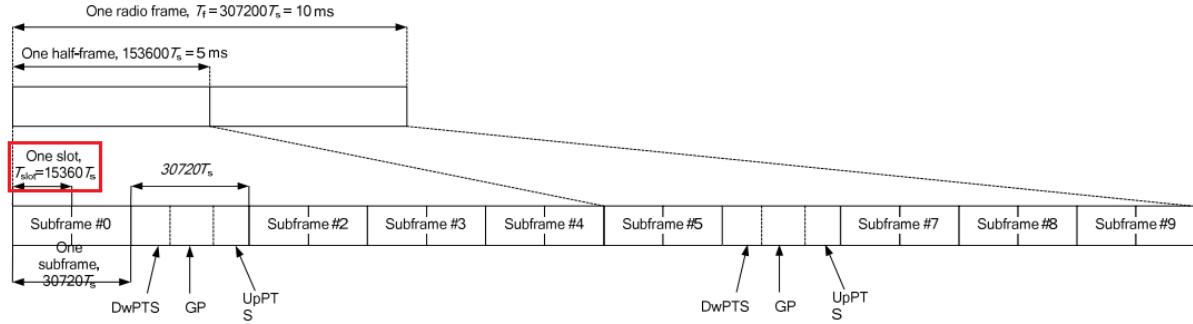 One radio frame, Tf = 307200Ts = 10 ms
One half-frame, 153600Ts = 5 ms
One slot,
Tslot=15360Ts
30720Ts
Subframe #0
Subframe #2
Subframe #3
Subframe #4
Subframe #5
Subframe #7
Subframe #8
Subframe #9
One
subframe,
30720Ts
DwPTS
GP
UpPT
S
DwPTS
GP
UpPT
S